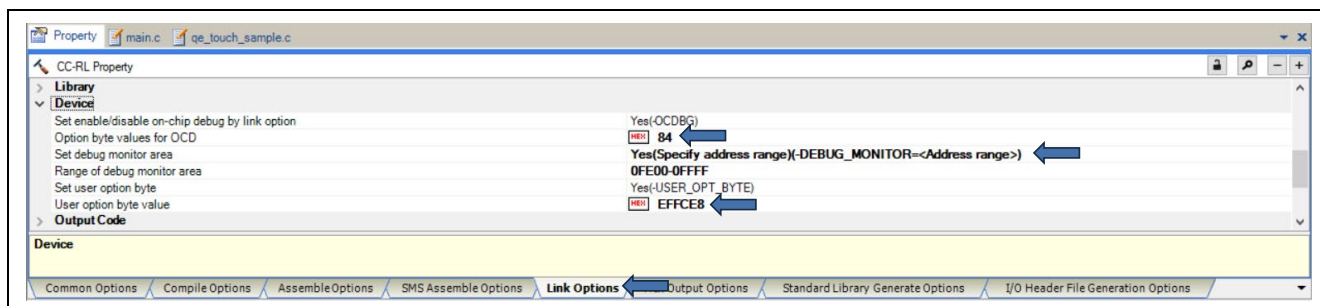 Property main.c qe_touch_sample.c
CC-RL Property
Library
Device
Set enable/disable on-chip debug by link option Yes(-OCDBG)
Option byte values for OCD HEX 84
Set debug monitor area Yes(Specify address range)(-DEBUG_MONITOR=<Address range>)
Range of debug monitor area 0FE00-0FFFF
Set user option byte Yes(-USER_OPT_BYTE)
User option byte value HEX EFFCE8
Output Code
Device
Common Options Compile Options Assemble Options SMS Assemble Options Link Options Output Options Standard Library Generate Options I/O Header File Generation Options